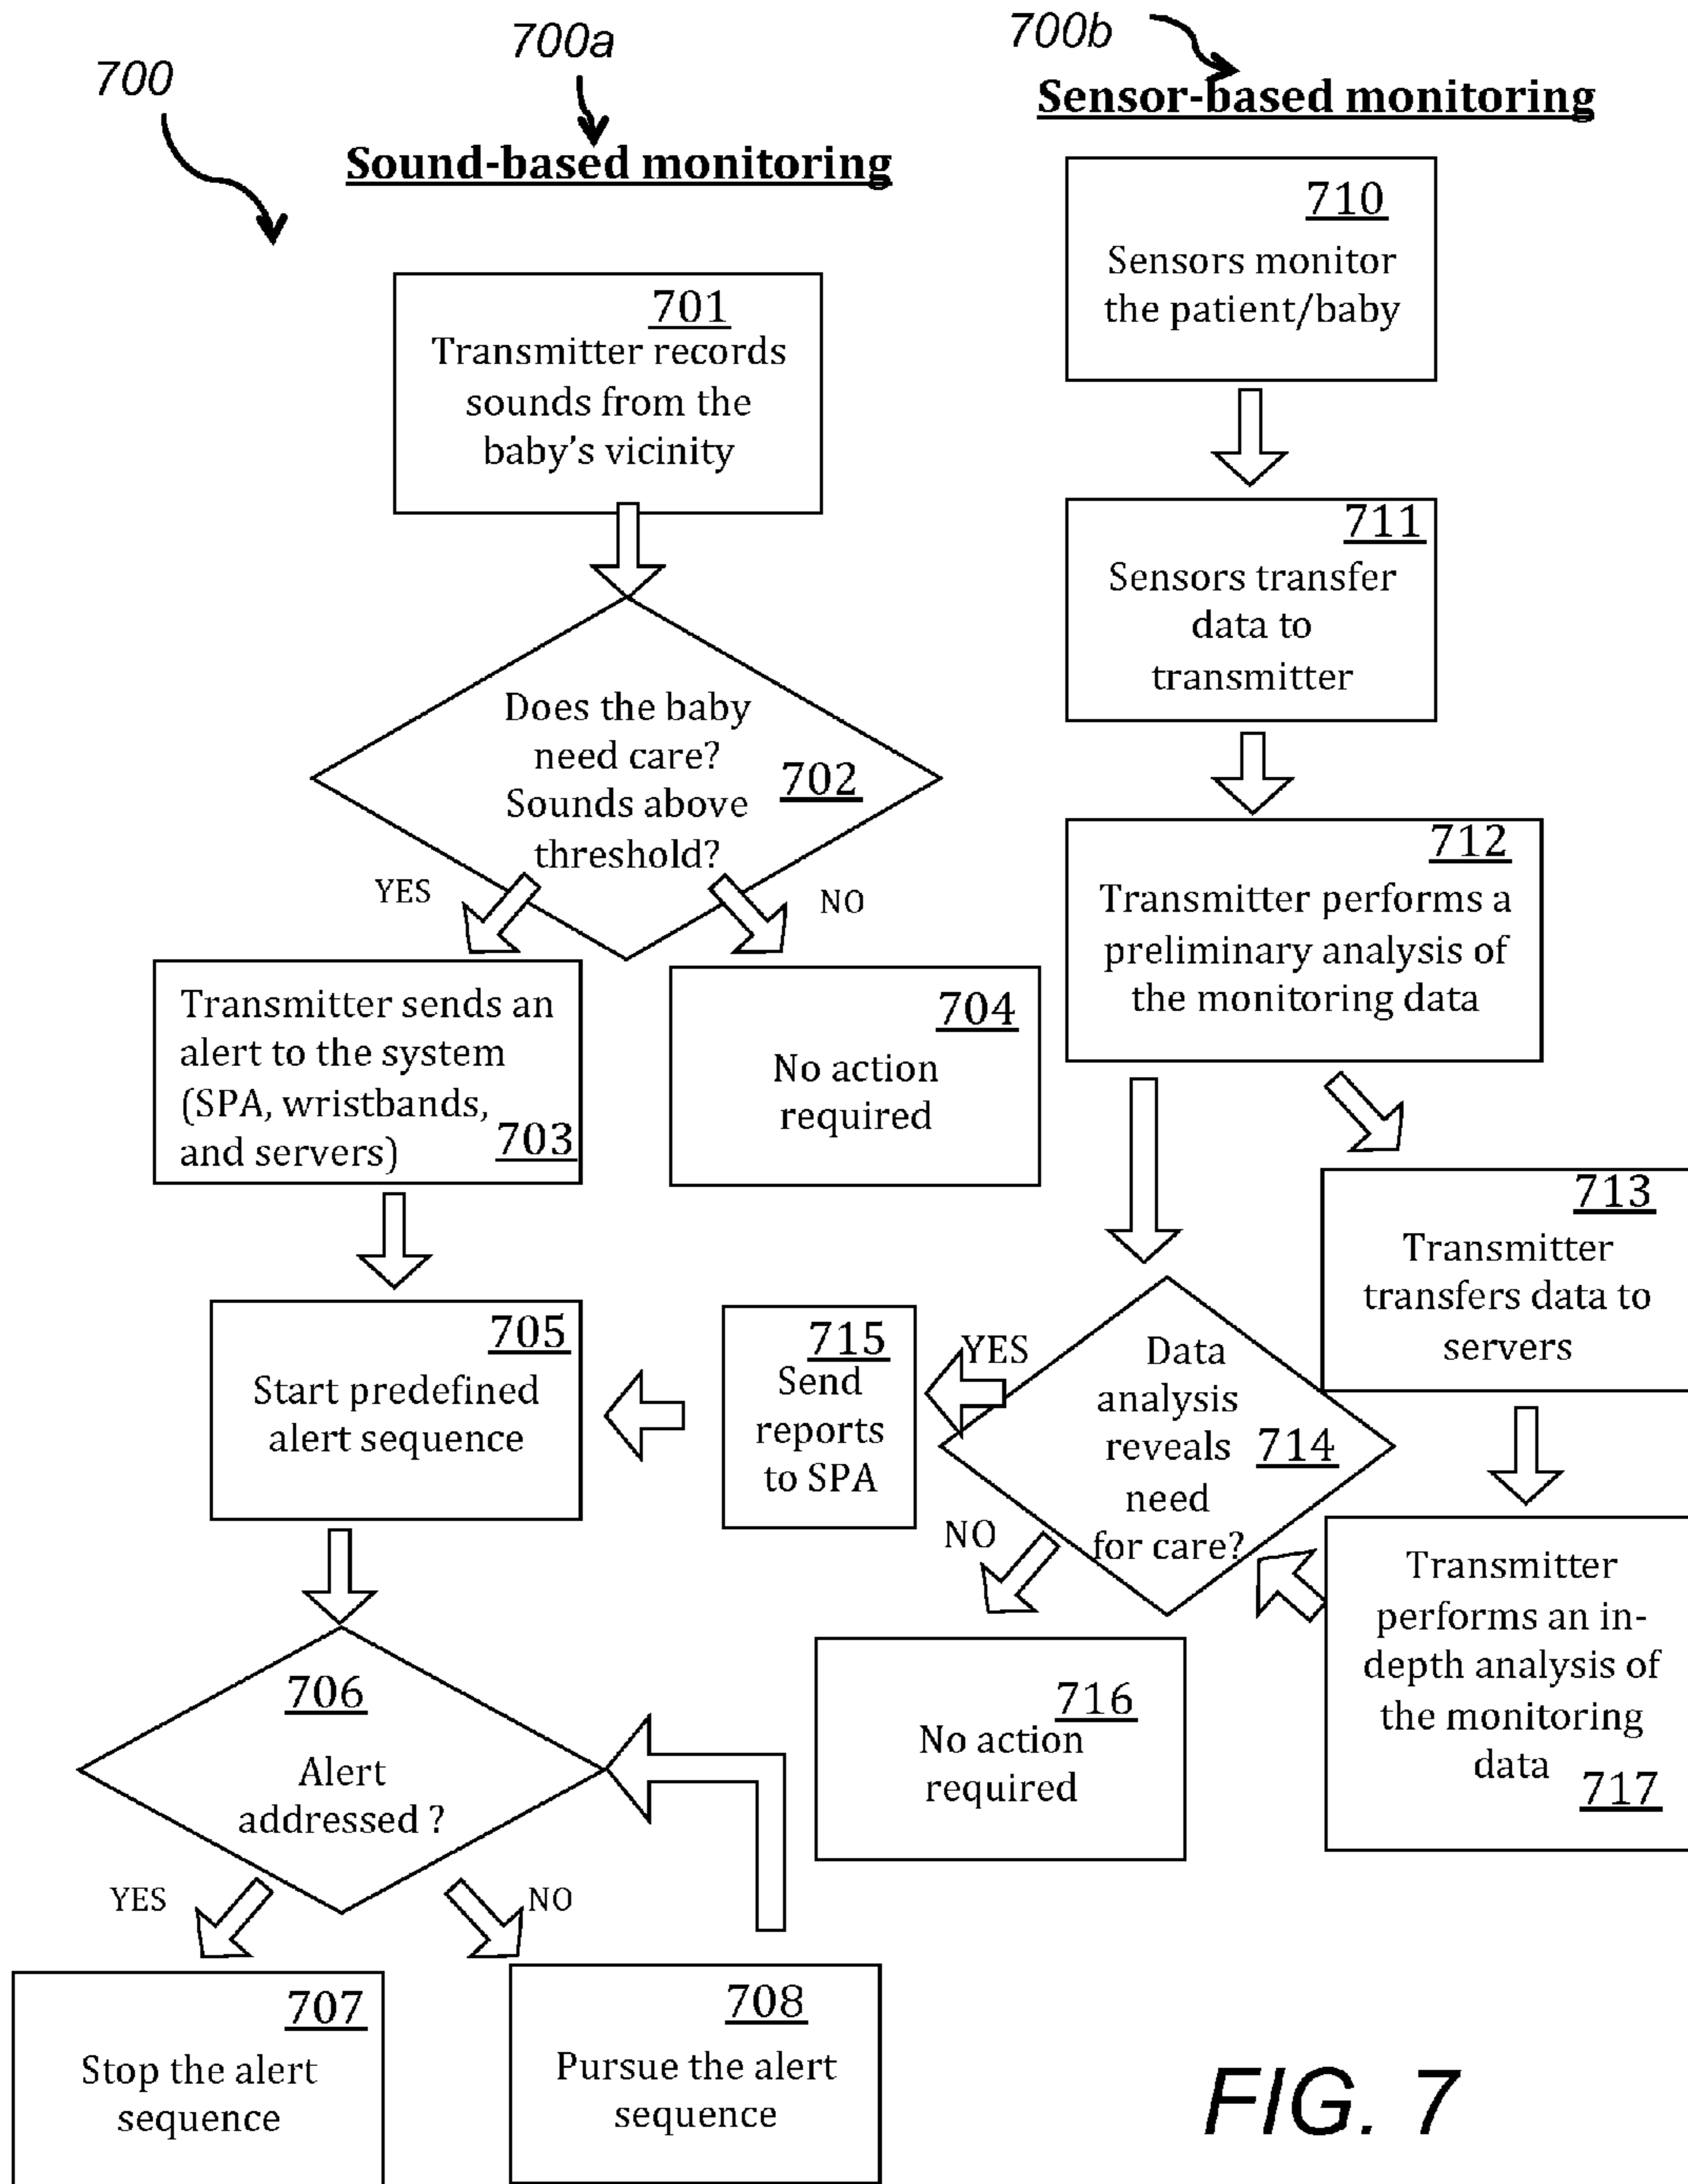 700
700a
700b
Sound-based monitoring
Sensor-based monitoring
701
Transmitter records
sounds from the
baby's vicinity
Does the baby
need care?
702
Sounds above
threshold?
YES
NO
Transmitter sends an
alert to the system
(SPA, wristbands,
and servers)
703
704
No action
required
705
Start predefined
alert sequence
706
Alert
addressed ?
YES
NO
707
Stop the alert
sequence
708
Pursue the alert
sequence
710
Sensors monitor
the patient/baby
711
Sensors transfer
data to
transmitter
712
Transmitter performs a
preliminary analysis of
the monitoring data
713
Transmitter
transfers data to
servers
Data
analysis
reveals
714
need
for care?
YES
NO
715
Send
reports
to SPA
716
No action
required
Transmitter
performs an in-
depth analysis of
the monitoring
data
717
FIG. 7